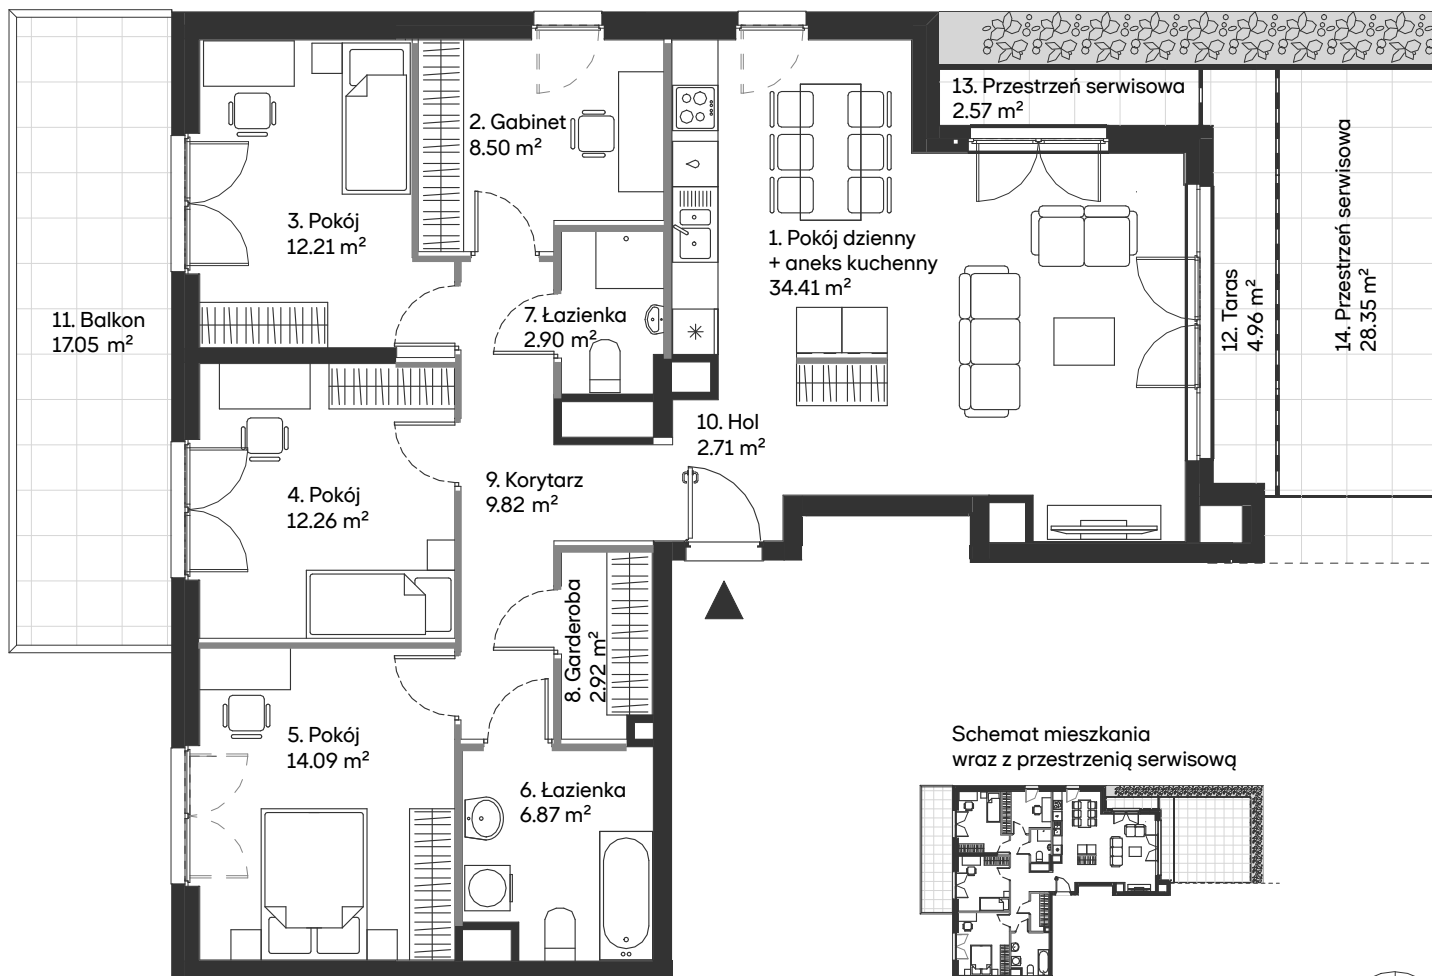 13. Przestrzeń serwisowa
2.57 m²
2. Gabinet
8.50 m²
3. Pokój
12.21 m²
1. Pokój dzienny
+ aneks kuchenny
34.41 m²
12. Taras
4.96 m²
14. Przestrzeń serwisowa
28.35 m²
11. Balkon
17.05 m²
7. Łazienka
2.90 m²
10. Hol
2.71 m²
4. Pokój
12.26 m²
9. Korytarz
9.82 m²
8. Garderoba
2.92 m²
5. Pokój
14.09 m²
6. Łazienka
6.87 m²
Schemat mieszkania
wraz z przestrzenią serwisową